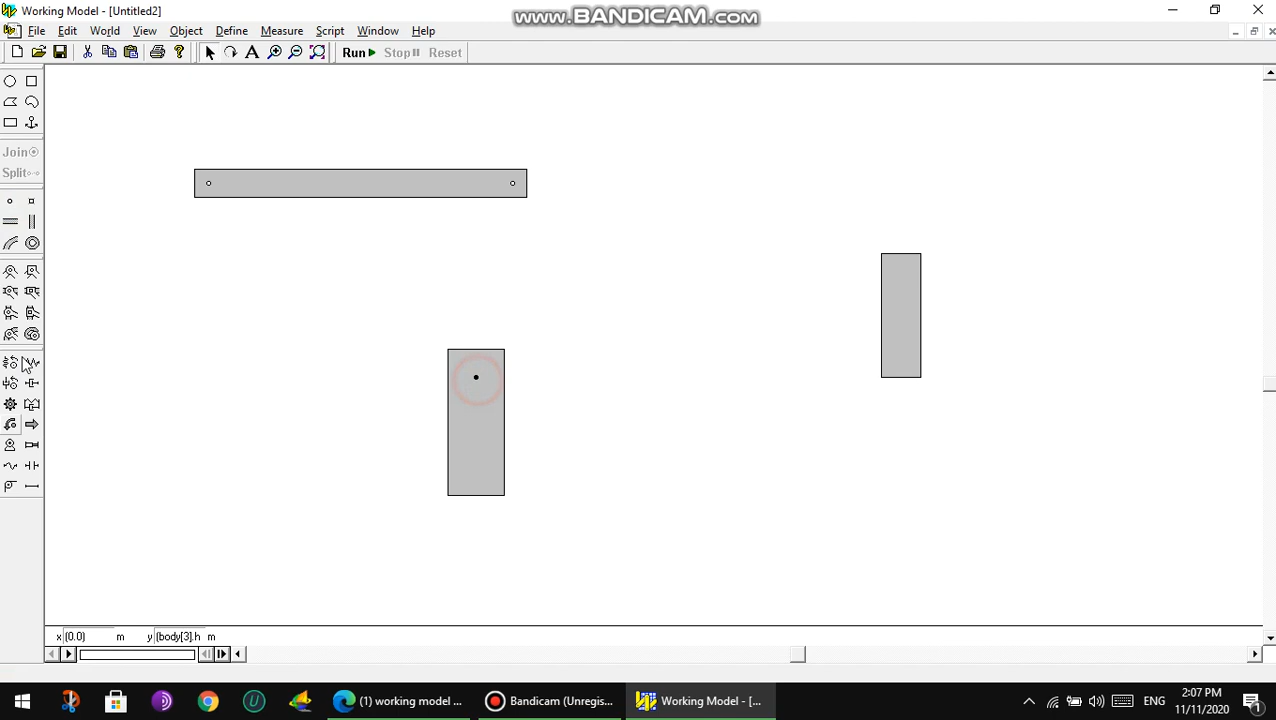 Working Model - [Untitled2]
www.BANDICAM.com
File Edit World View Object Define Measure Script Window Help
Run Stop Reset
Join
Split
x (0.0) m y (body[3].h m
(1) working model ...
Bandicam (Unregis...
Working Model - [...
ENG
2:07 PM
11/11/2020
1